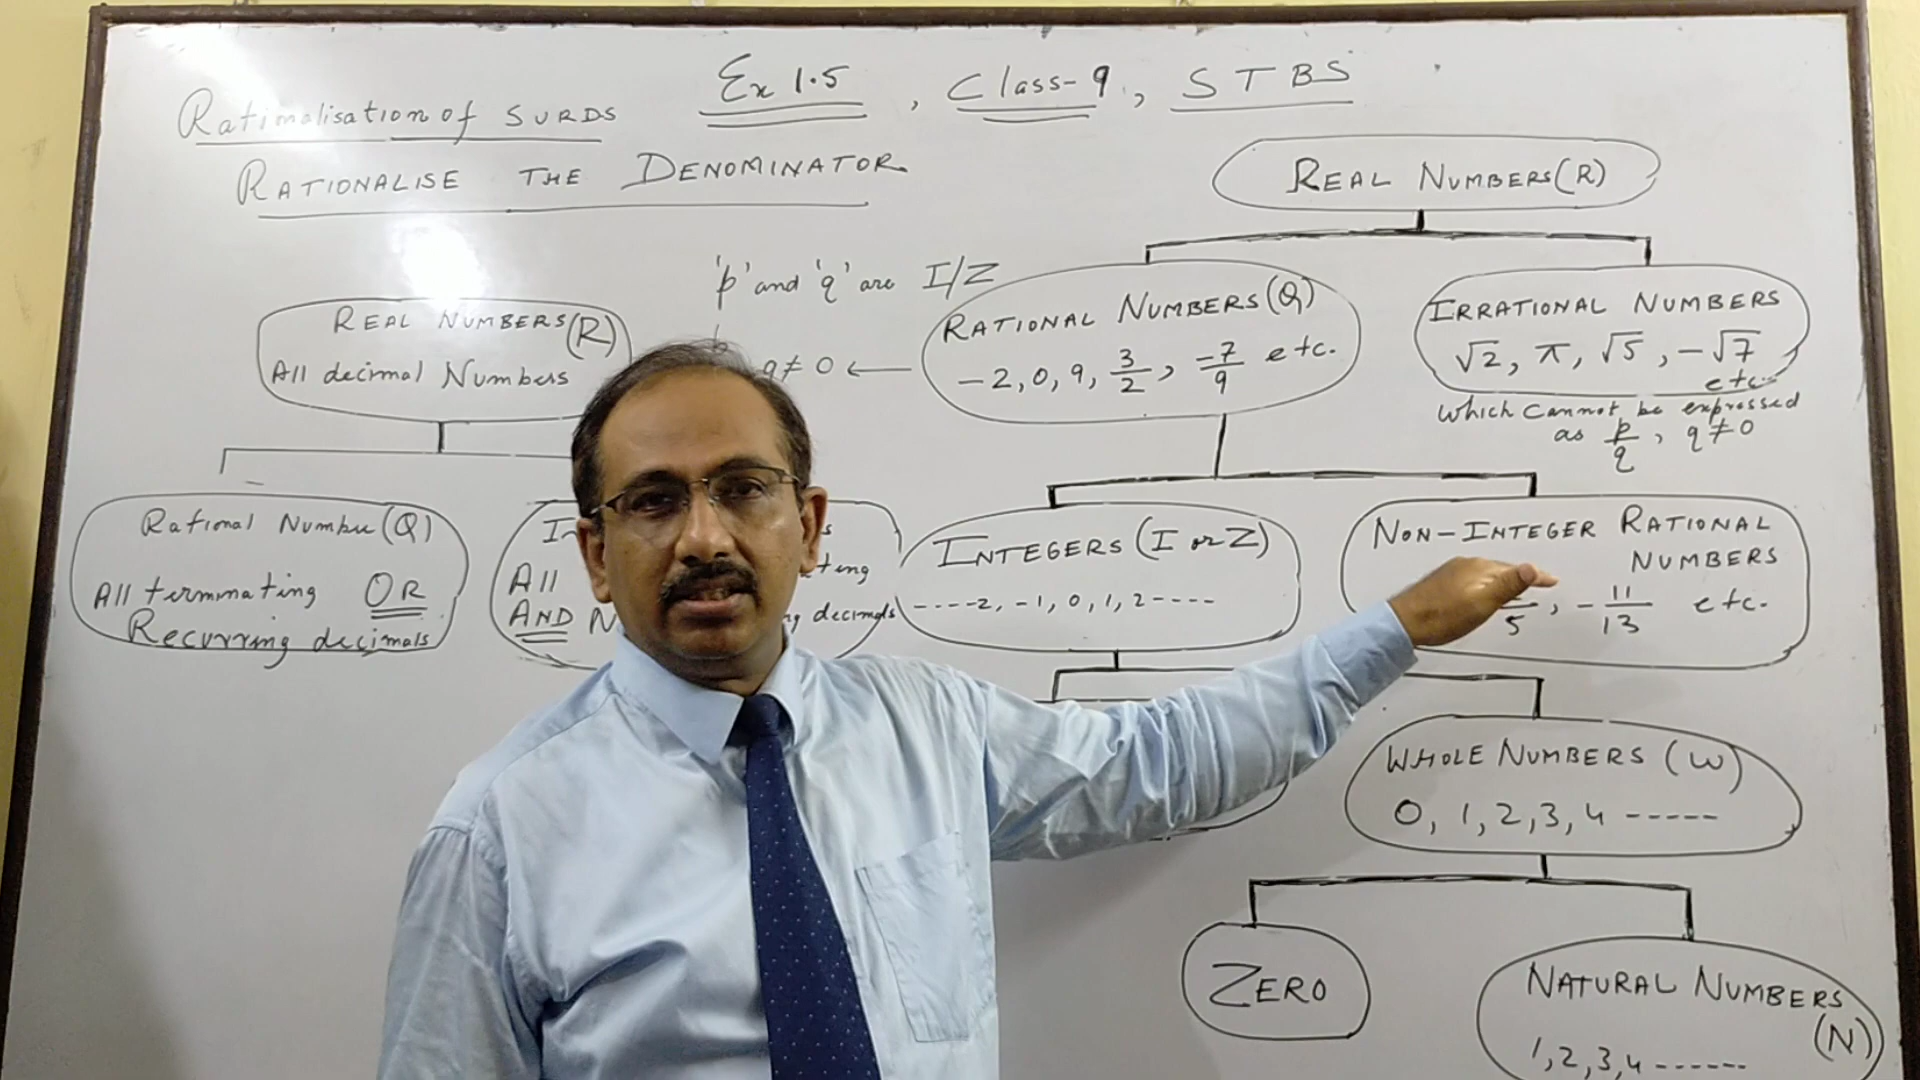 Rationalisation of SURDS Ex 1.5, Class-9, STBS
RATIONALISE THE DENOMINATOR
REAL NUMBERS (R)
'p' and 'q' are I/Z
q ≠ 0 ←
RATIONAL NUMBERS (Q)
-2, 0, 9, 3/2, -7/9 etc.
IRRATIONAL NUMBERS
√2, π, √5, -√7
etc.
which cannot be expressed
as p/q, q ≠ 0
REAL NUMBERS (R)
All decimal Numbers
Rational Number (Q)
All terminating OR
Recurring decimals
All
AND
decimals
INTEGERS (I or Z)
----2, -1, 0, 1, 2----
NON-INTEGER RATIONAL
NUMBERS
5, -11/13 etc.
WHOLE NUMBERS (W)
0, 1, 2, 3, 4 -----
ZERO
NATURAL NUMBERS
(N)
1, 2, 3, 4 ------